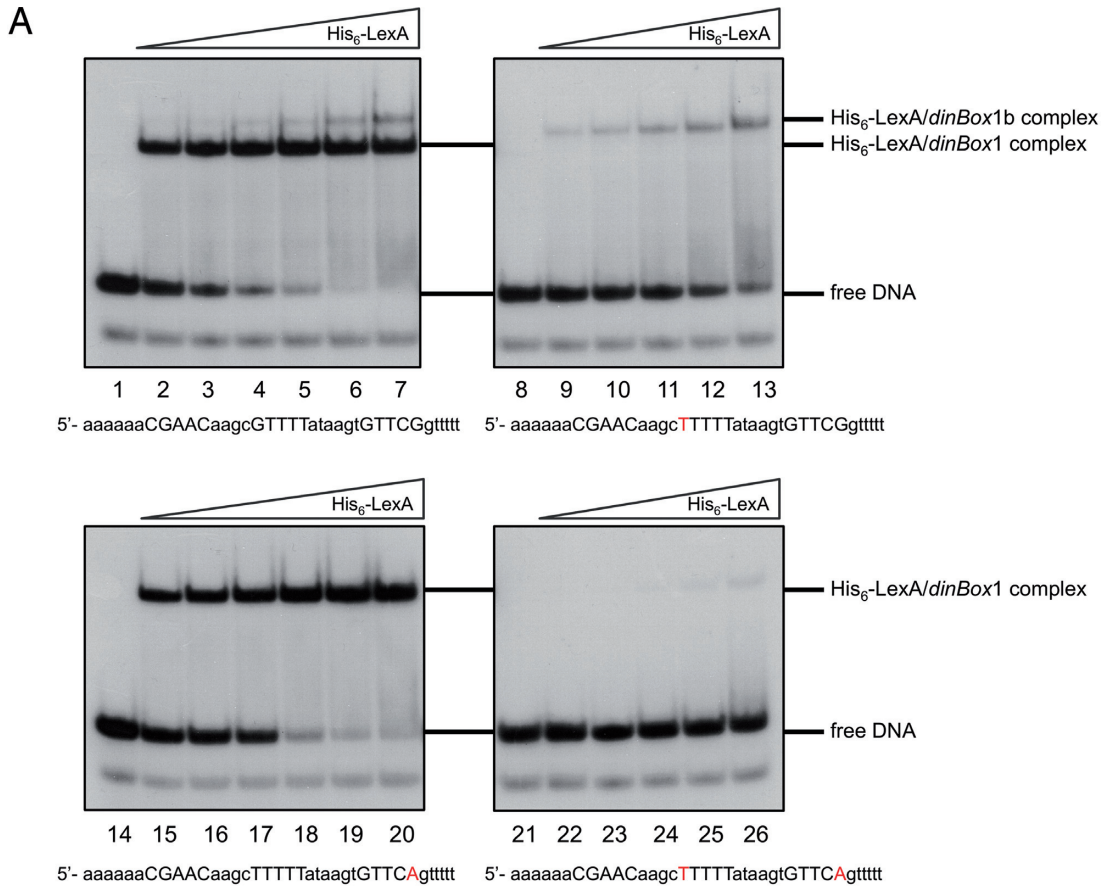 A
His₆-LexA
His₆-LexA
His₆-LexA/dinBox1b complex
His₆-LexA/dinBox1 complex
free DNA
1 2 3 4 5 6 7
8 9 10 11 12 13
5’- aaaaaaCGAACaagcGTTTTataagtGTTCGgttttt
5’- aaaaaaCGAACaagcTTTTTataagtGTTCGgttttt
His₆-LexA
His₆-LexA
His₆-LexA/dinBox1 complex
free DNA
14 15 16 17 18 19 20
21 22 23 24 25 26
5’- aaaaaaCGAACaagcTTTTTataagtGTTCAgttttt
5’- aaaaaaCGAACaagcTTTTTataagtGTTCAgttttt